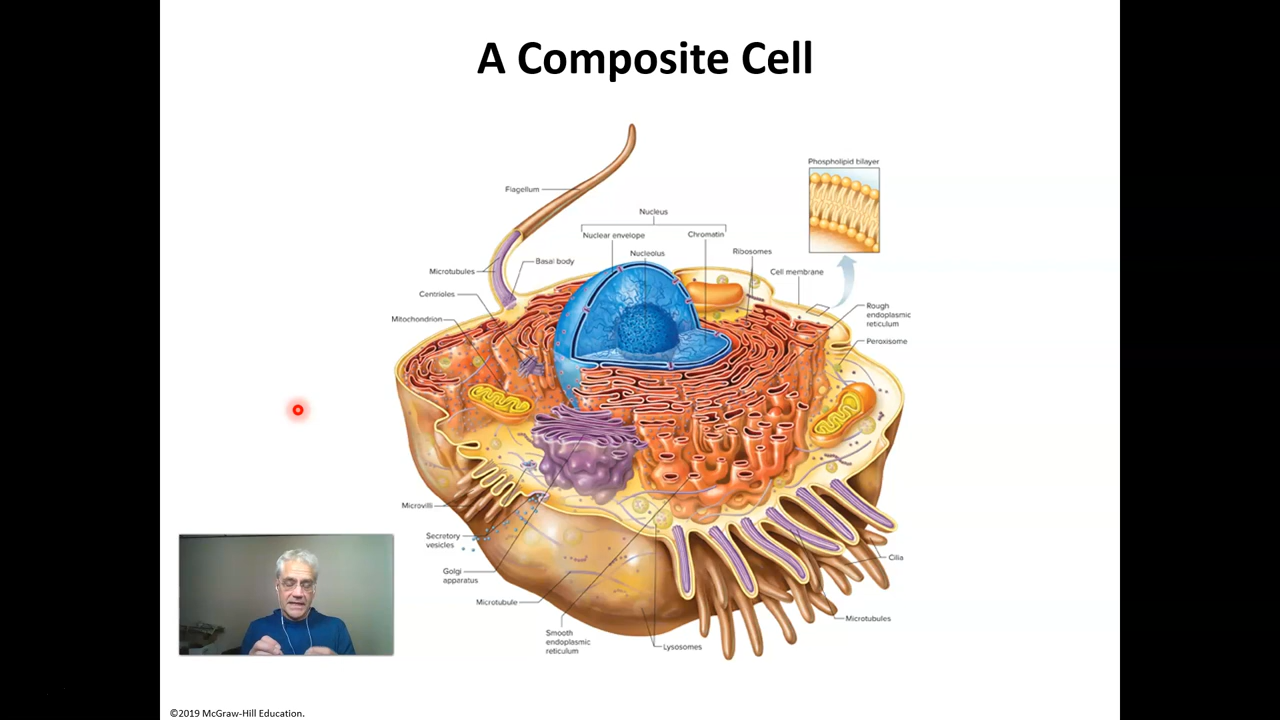 A Composite Cell
Phospholipid bilayer
Flagellum
Nucleus
Nuclear envelope
Chromatin
Nucleolus
Ribosomes
Basal body
Microtubules
Cell membrane
Centrioles
Rough
endoplasmic
reticulum
Mitochondrion
Peroxisome
Microvilli
Secretory
vesicles
Cilia
Golgi
apparatus
Microtubule
Microtubules
Smooth
endoplasmic
reticulum
Lysosomes
©2019 McGraw-Hill Education.